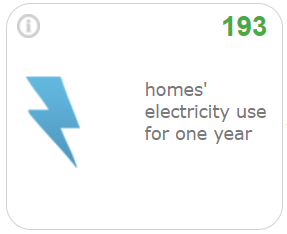 193
homes'
electricity use
for one year